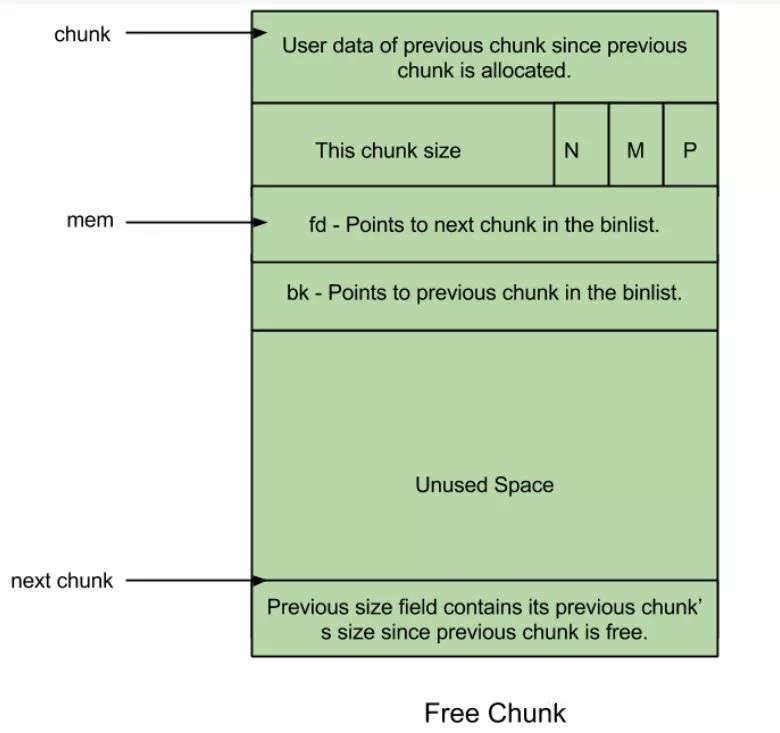 chunk
User data of previous chunk since previous
chunk is allocated.
This chunk size
N
M
P
mem
fd - Points to next chunk in the binlist.
bk - Points to previous chunk in the binlist.
Unused Space
next chunk
Previous size field contains its previous chunk’
s size since previous chunk is free.
Free Chunk